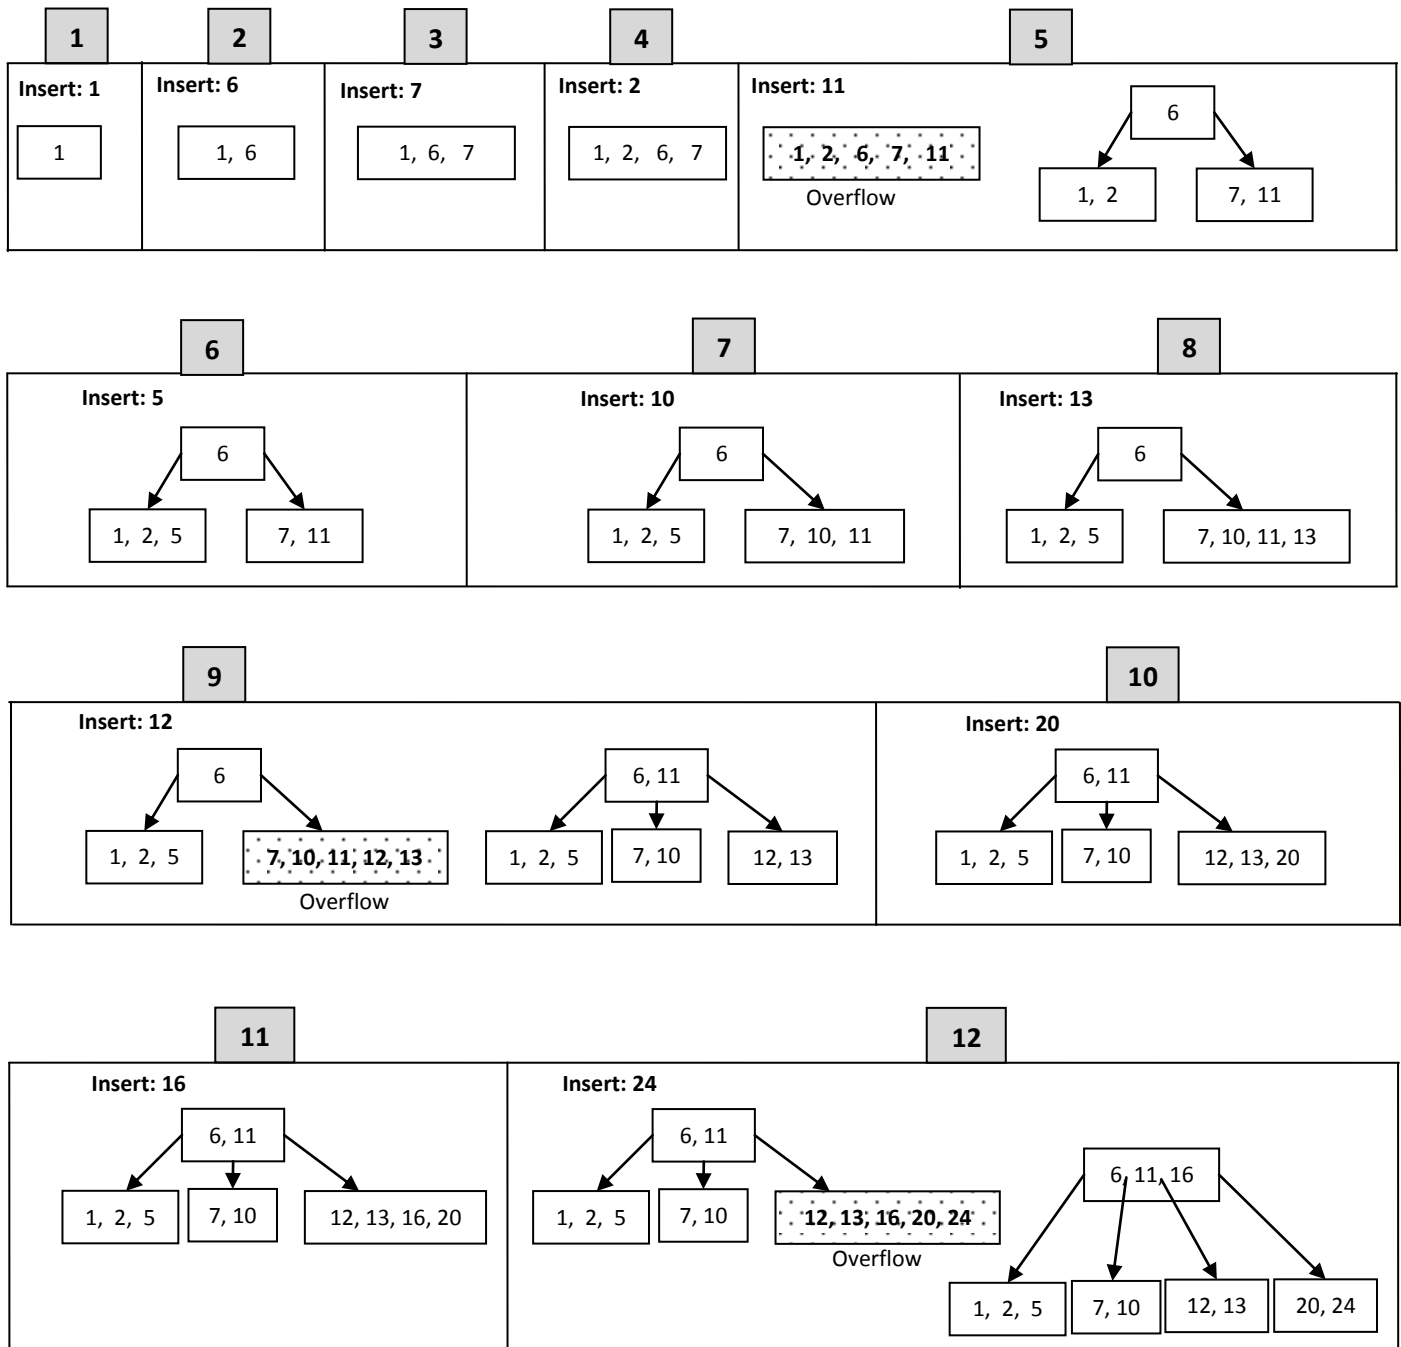 1
2
3
4
5
Insert: 1
Insert: 6
Insert: 7
Insert: 2
Insert: 11
1
1, 6
1, 6, 7
1, 2, 6, 7
1, 2, 6, 7, 11
Overflow
6
1, 2
7, 11
6
7
8
Insert: 5
6
1, 2, 5
7, 11
Insert: 10
6
1, 2, 5
7, 10, 11
Insert: 13
6
1, 2, 5
7, 10, 11, 13
9
10
Insert: 12
6
1, 2, 5
7, 10, 11, 12, 13
Overflow
6, 11
1, 2, 5
7, 10
12, 13
Insert: 20
6, 11
1, 2, 5
7, 10
12, 13, 20
11
12
Insert: 16
6, 11
1, 2, 5
7, 10
12, 13, 16, 20
Insert: 24
6, 11
1, 2, 5
7, 10
12, 13, 16, 20, 24
Overflow
6, 11, 16
1, 2, 5
7, 10
12, 13
20, 24